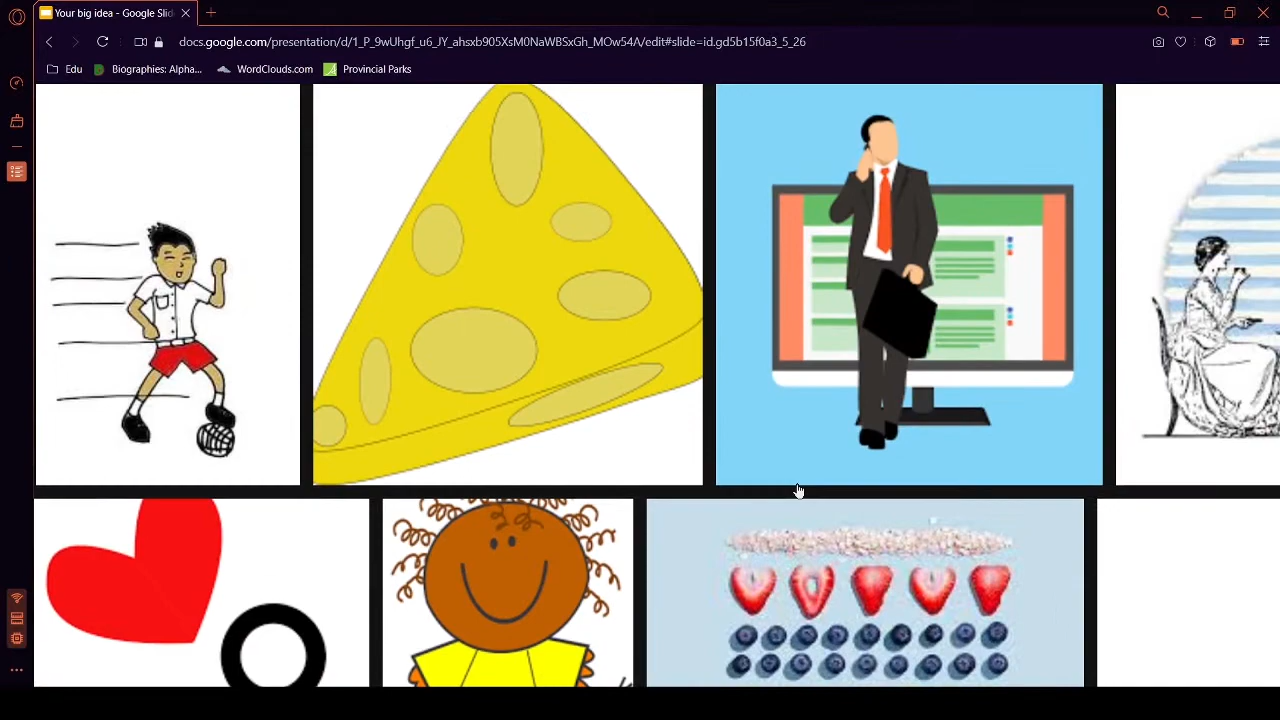 Your big idea - Google Slid
docs.google.com/presentation/d/1_P_9wUhgf_u6_JY_ahsxb905XsM0NaWBSxGh_MOw54A/edit#slide=id.gd5b15f0a3_5_26
Edu Biographies: Alpha... WordClouds.com Provincial Parks